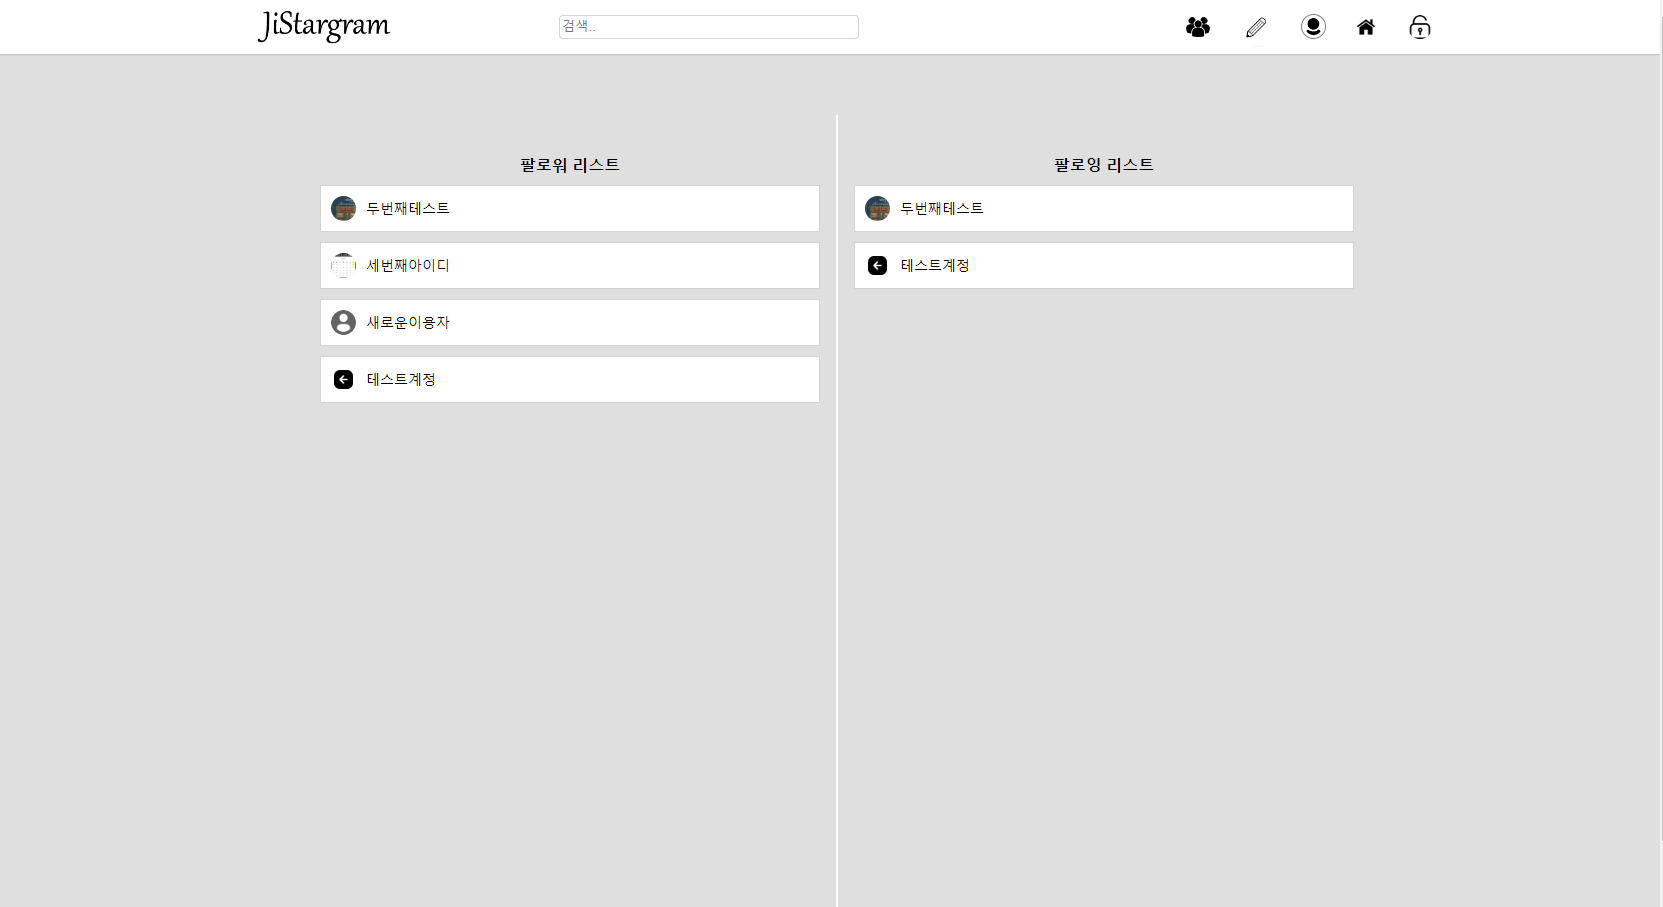 JiStargram
검색..
팔로워 리스트
두번째테스트
세번째아이디
새로운이용자
테스트계정
팔로잉 리스트
두번째테스트
테스트계정